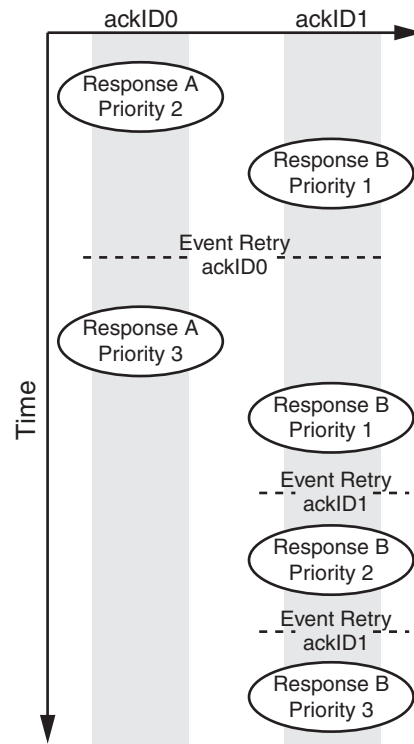 ackID0
ackID1
Response A
Priority 2
Response B
Priority 1
Event Retry
ackID0
Response A
Priority 3
Response B
Priority 1
Event Retry
ackID1
Response B
Priority 2
Event Retry
ackID1
Response B
Priority 3
Time